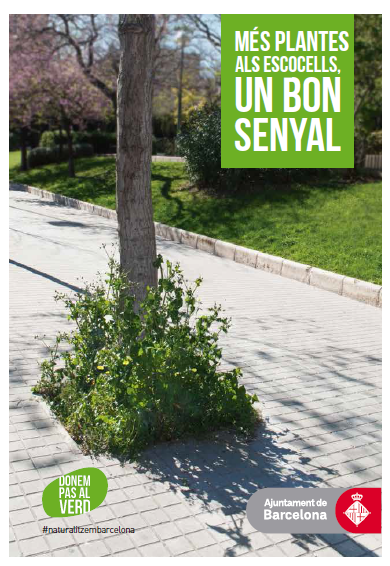 MÉS PLANTES
ALS ESCOCELLS,
UN BON
SENYAL
DONEM
PAS AL
VERD
#naturalitzembarcelona
Ajuntament de
Barcelona